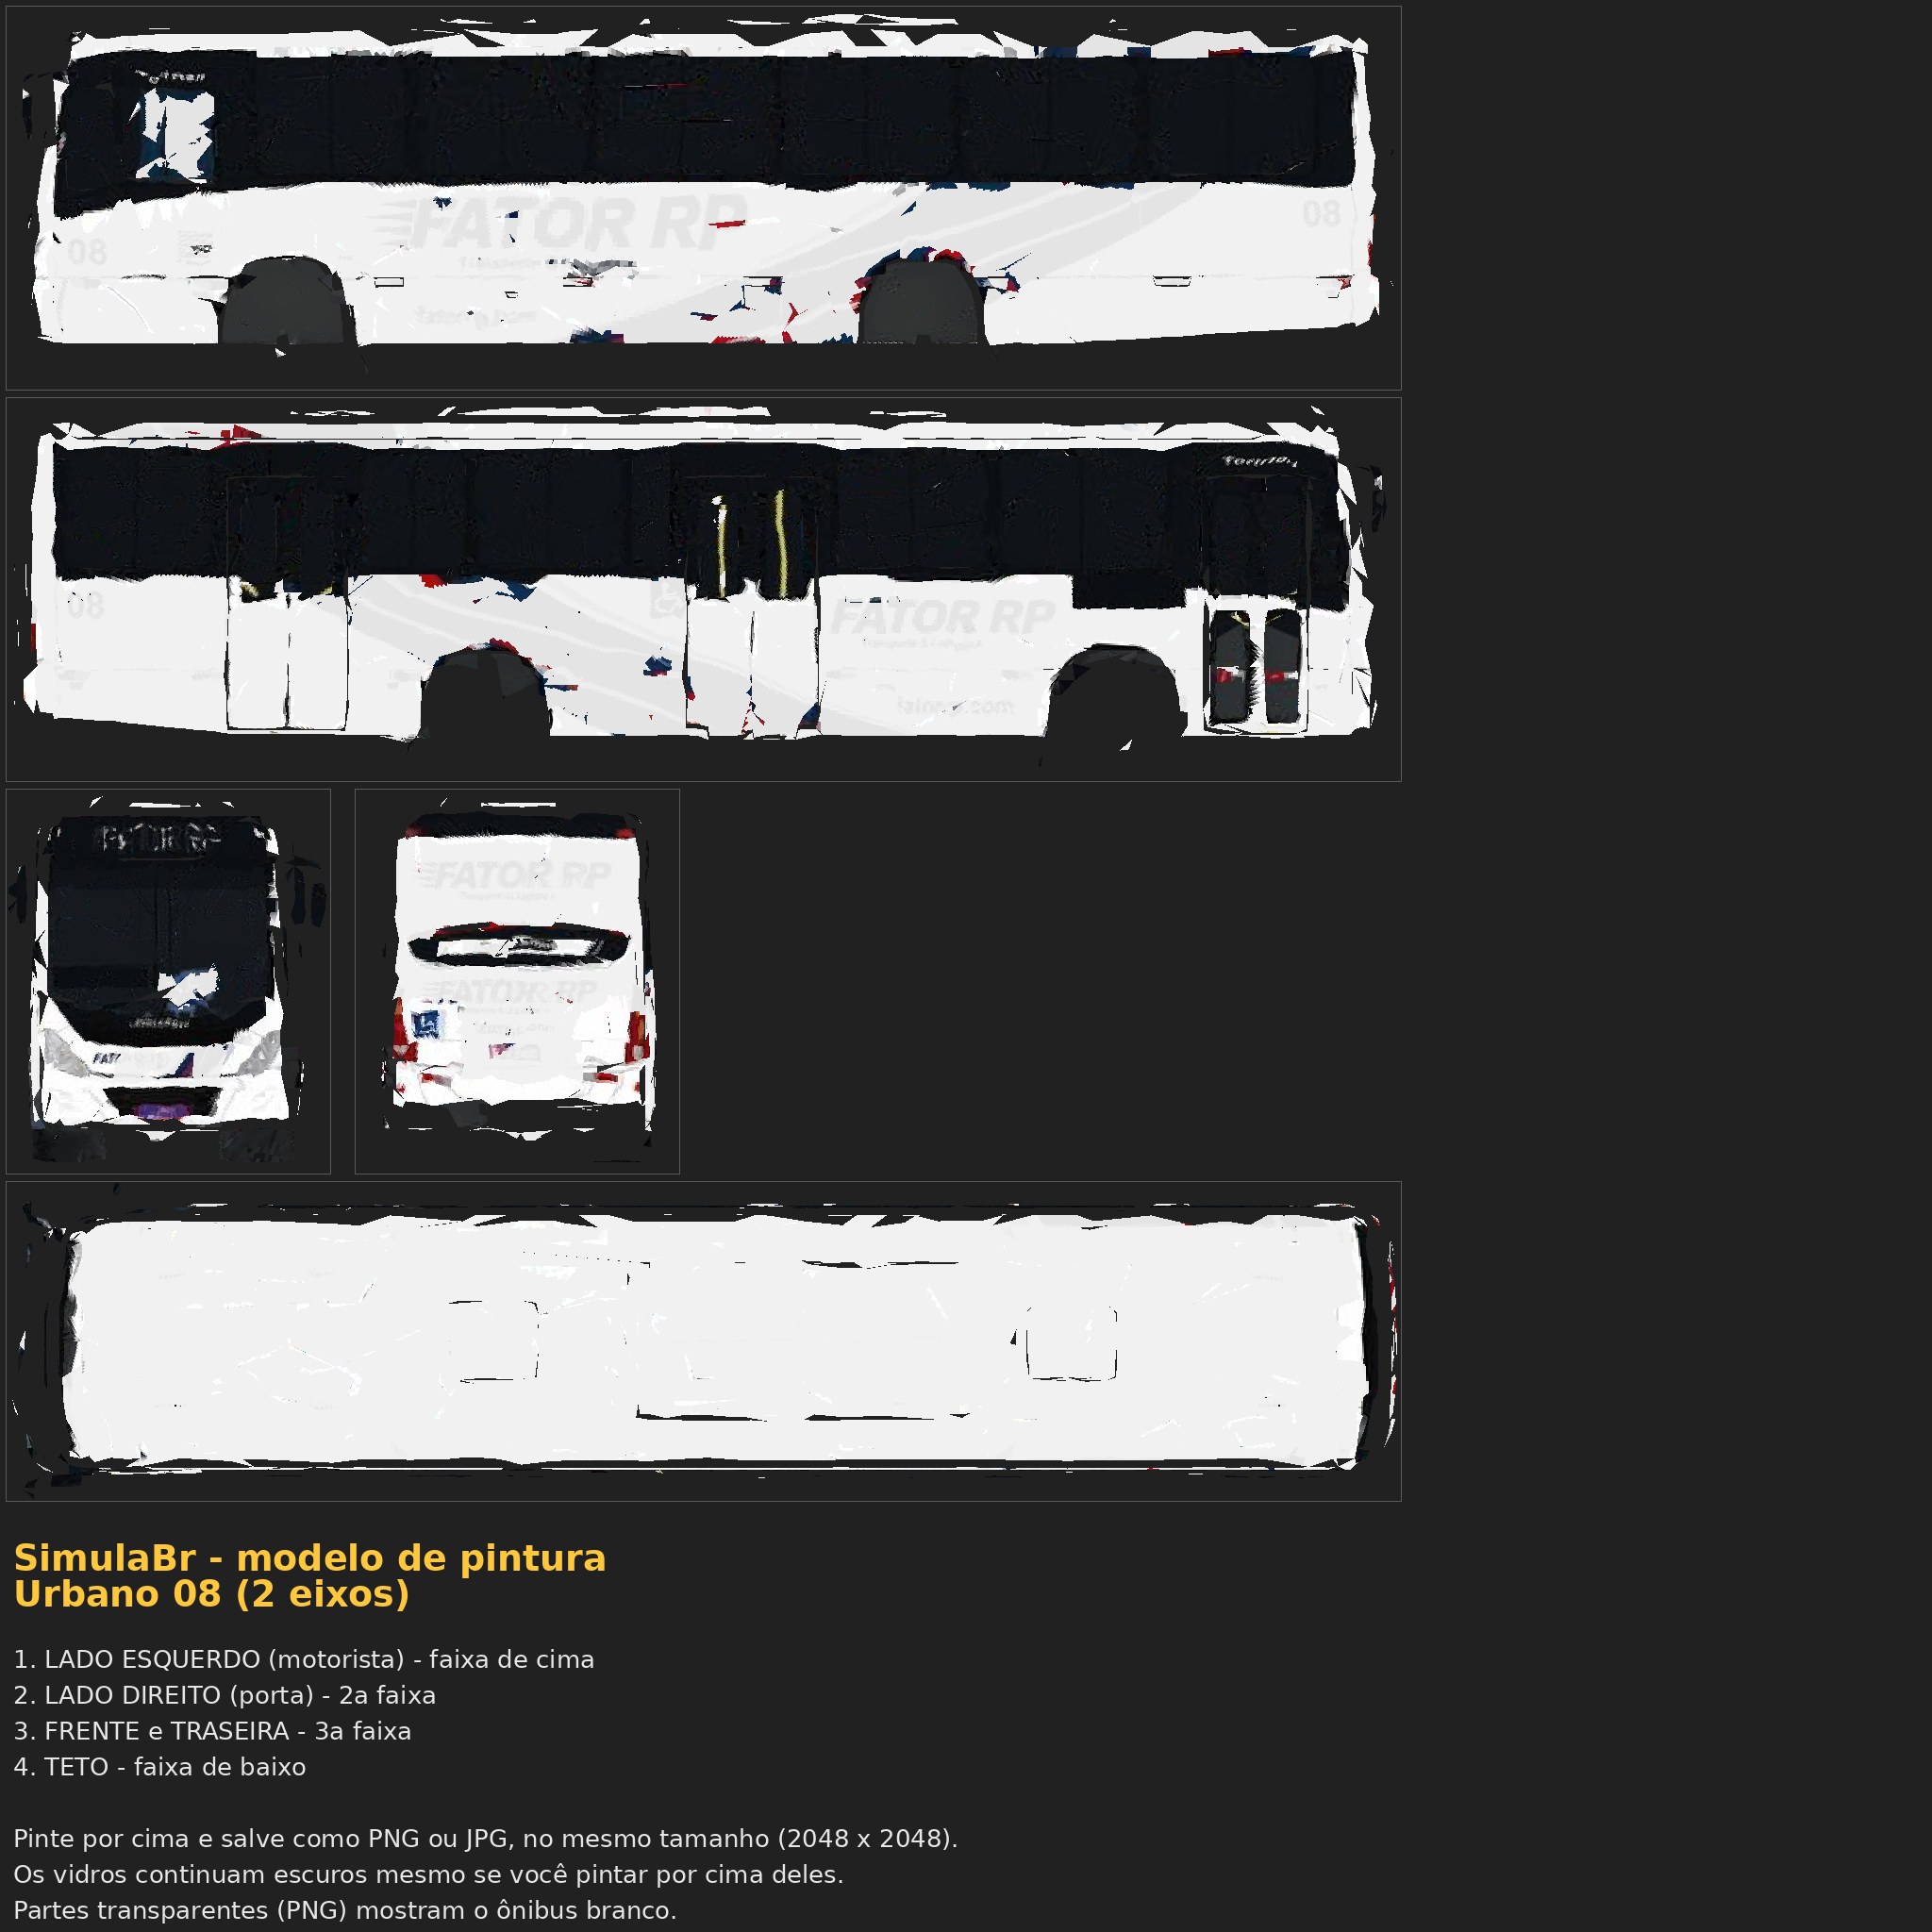 FATOR RP
08
08
08
FATOR RP
FATOR RP
FATOR RP
FATOR RP
SimulaBr - modelo de pintura
Urbano 08 (2 eixos)
1. LADO ESQUERDO (motorista) - faixa de cima
2. LADO DIREITO (porta) - 2a faixa
3. FRENTE e TRASEIRA - 3a faixa
4. TETO - faixa de baixo
Pinte por cima e salve como PNG ou JPG, no mesmo tamanho (2048 x 2048).
Os vidros continuam escuros mesmo se você pintar por cima deles.
Partes transparentes (PNG) mostram o ônibus branco.